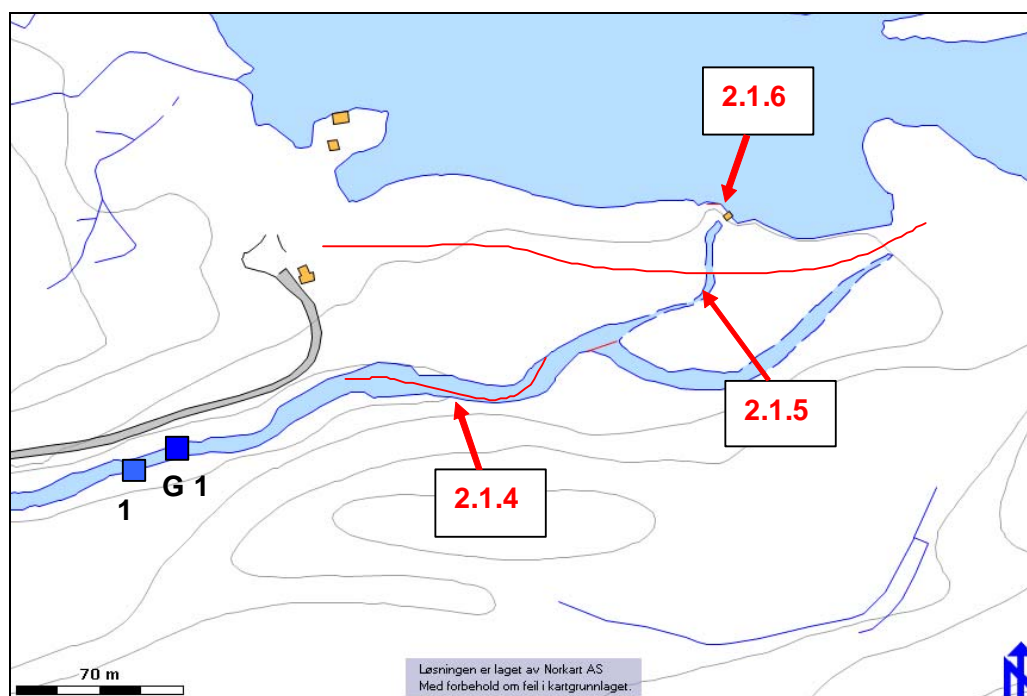 2.1.6
2.1.5
2.1.4
G 1
1
70 m
Løsningen er laget av Norkart AS
Med forbehold om feil i kartgrunnlaget.
N